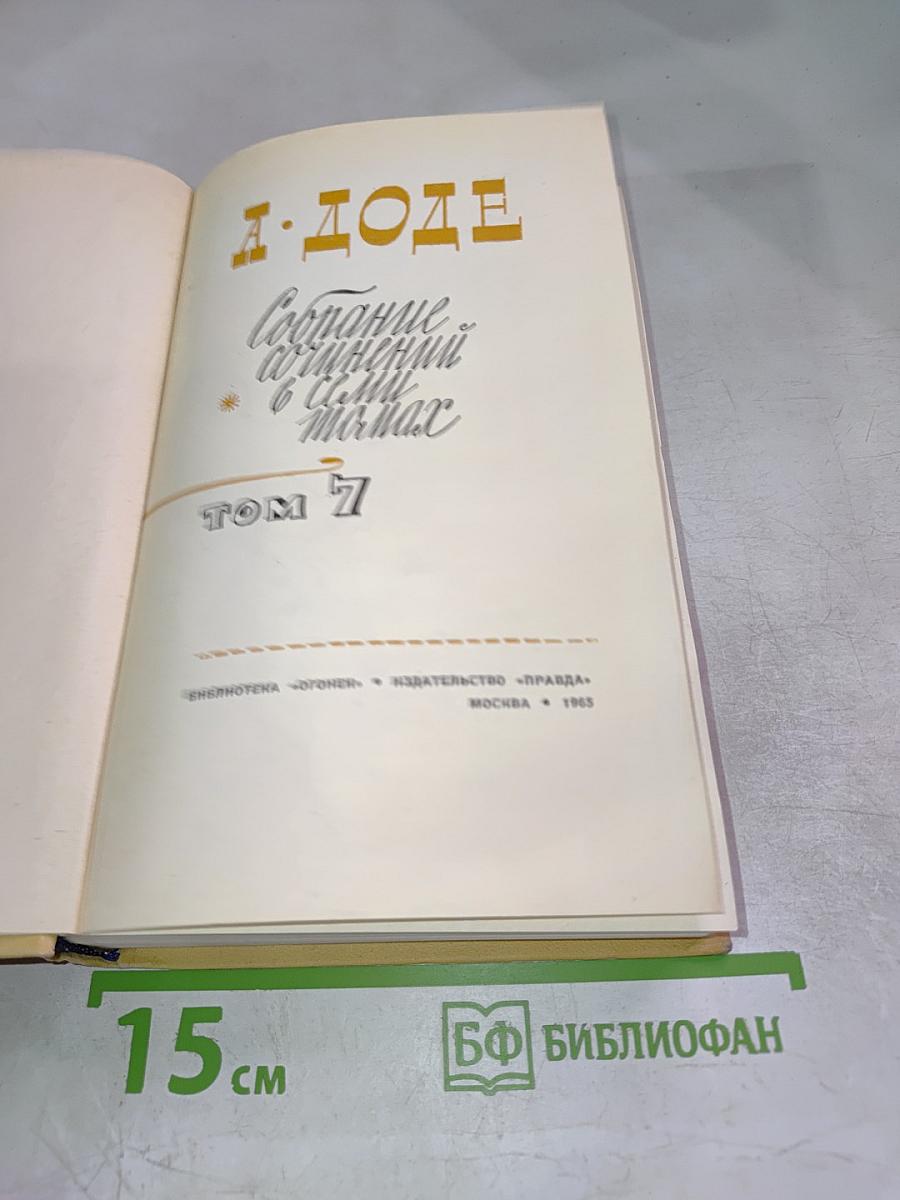 А · ДОДЕ
Собрание
сочинений
в семи
томах
ТОМ 7
БИБЛИОТЕКА «ОГОНЕК» • ИЗДАТЕЛЬСТВО «ПРАВДА»
МОСКВА • 1965
15 см
БФ БИБЛИОФАН